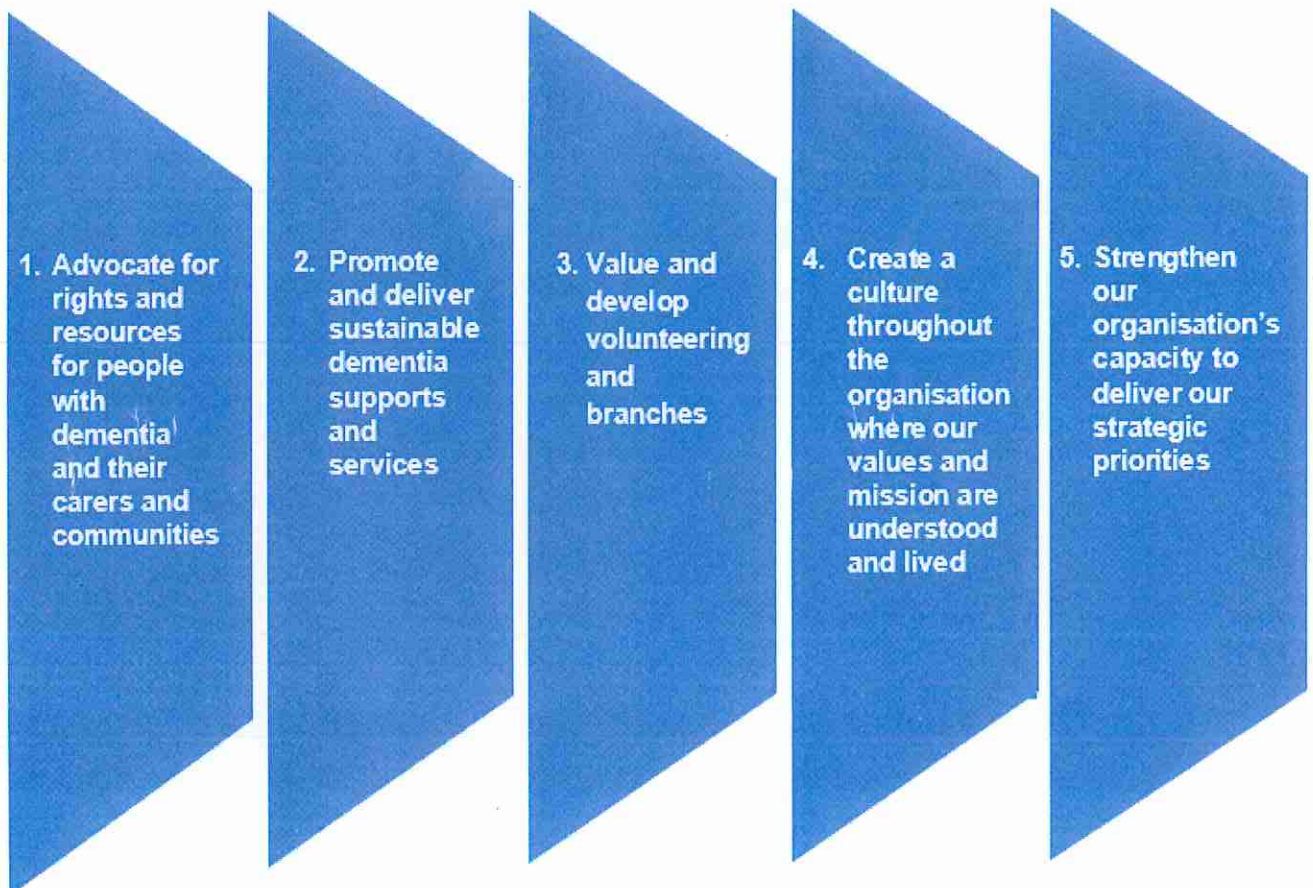 1. Advocate for
rights and
resources
for people
with
dementia
and their
carers and
communities
2. Promote
and deliver
sustainable
dementia
supports
and
services
3. Value and
develop
volunteering
and
branches
4. Create a
culture
throughout
the
organisation
where our
values and
mission are
understood
and lived
5. Strengthen
our
organisation's
capacity to
deliver our
strategic
priorities